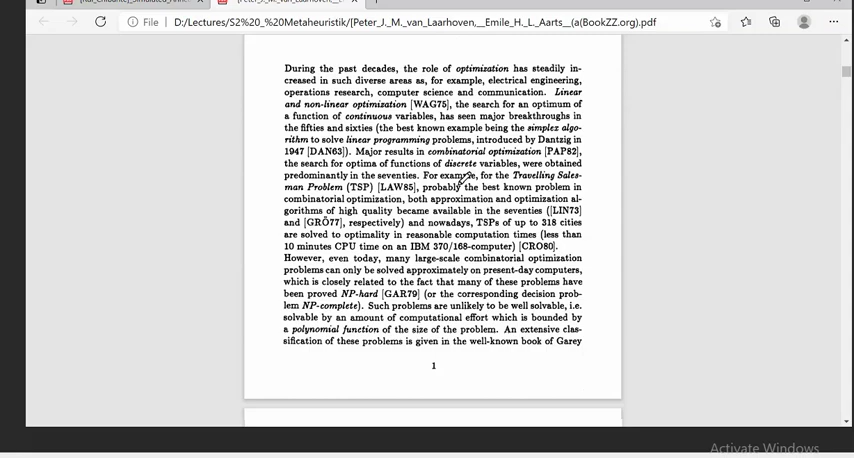 File | D:/Lectures/S2%20_%20Metaheuristik/[Peter_J._M._van_Laarhoven,__Emile_H._L._Aarts__(a(BookZZ.org).pdf
During the past decades, the role of optimization has steadily in-
creased in such diverse areas as, for example, electrical engineering,
operations research, computer science and communication. Linear
and non-linear optimization [WAG75], the search for an optimum of
a function of continuous variables, has seen major breakthroughs in
the fifties and sixties (the best known example being the simplex algo-
rithm to solve linear programming problems, introduced by Dantzig in
1947 [DAN63]). Major results in combinatorial optimization [PAP82],
the search for optima of functions of discrete variables, were obtained
predominantly in the seventies. For example, for the Travelling Sales-
man Problem (TSP) [LAW85], probably the best known problem in
combinatorial optimization, both approximation and optimization al-
gorithms of high quality became available in the seventies ([LIN73]
and [GRÖ77], respectively) and nowadays, TSPs of up to 318 cities
are solved to optimality in reasonable computation times (less than
10 minutes CPU time on an IBM 370/168-computer) [CRO80].
However, even today, many large-scale combinatorial optimization
problems can only be solved approximately on present-day computers,
which is closely related to the fact that many of these problems have
been proved NP-hard [GAR79] (or the corresponding decision prob-
lem NP-complete). Such problems are unlikely to be well solvable, i.e.
solvable by an amount of computational effort which is bounded by
a polynomial function of the size of the problem. An extensive clas-
sification of these problems is given in the well-known book of Garey
1
Activate Windows